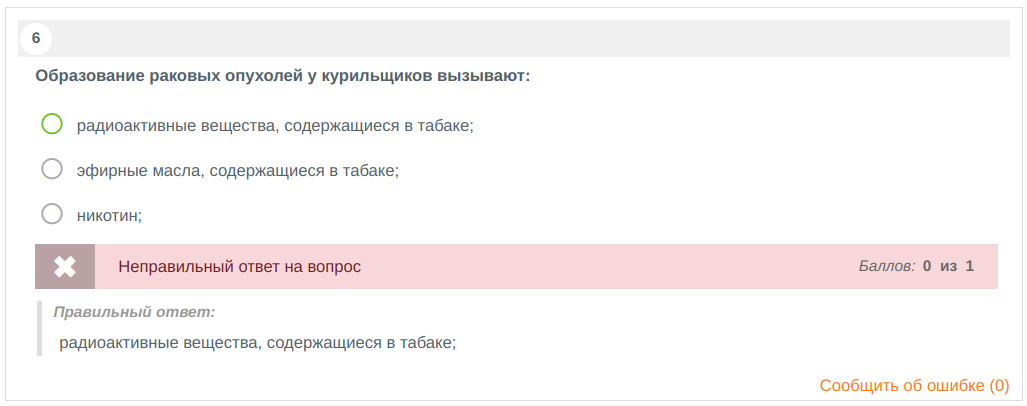 6
Образование раковых опухолей у курильщиков вызывают:
радиоактивные вещества, содержащиеся в табаке;
эфирные масла, содержащиеся в табаке;
никотин;
Неправильный ответ на вопрос Баллов: 0 из 1
Правильный ответ:
радиоактивные вещества, содержащиеся в табаке;
Сообщить об ошибке (0)